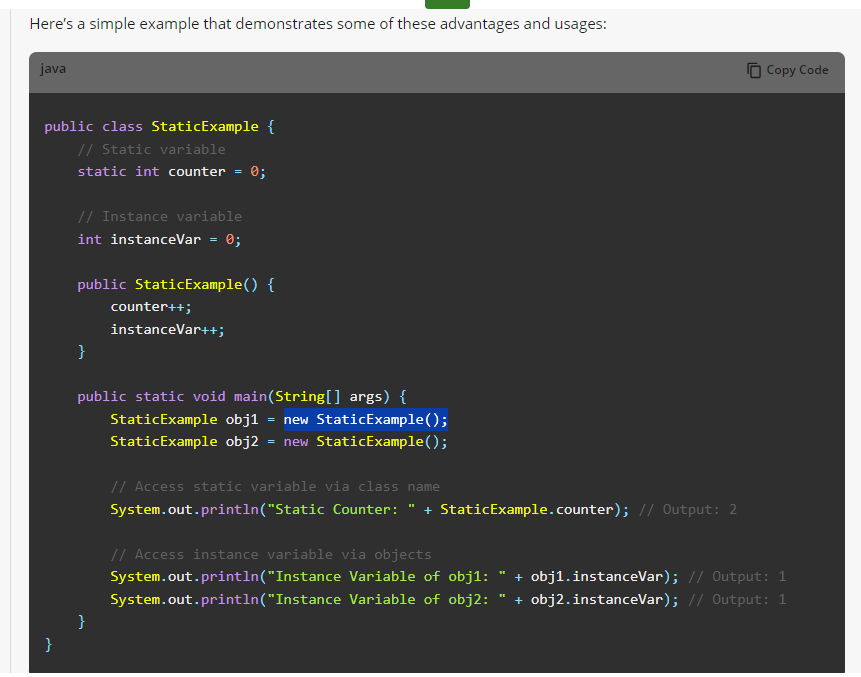 Here’s a simple example that demonstrates some of these advantages and usages:
java
Copy Code
public class StaticExample {
    // Static variable
    static int counter = 0;

    // Instance variable
    int instanceVar = 0;

    public StaticExample() {
        counter++;
        instanceVar++;
    }

    public static void main(String[] args) {
        StaticExample obj1 = new StaticExample();
        StaticExample obj2 = new StaticExample();

        // Access static variable via class name
        System.out.println("Static Counter: " + StaticExample.counter); // Output: 2

        // Access instance variable via objects
        System.out.println("Instance Variable of obj1: " + obj1.instanceVar); // Output: 1
        System.out.println("Instance Variable of obj2: " + obj2.instanceVar); // Output: 1
    }
}